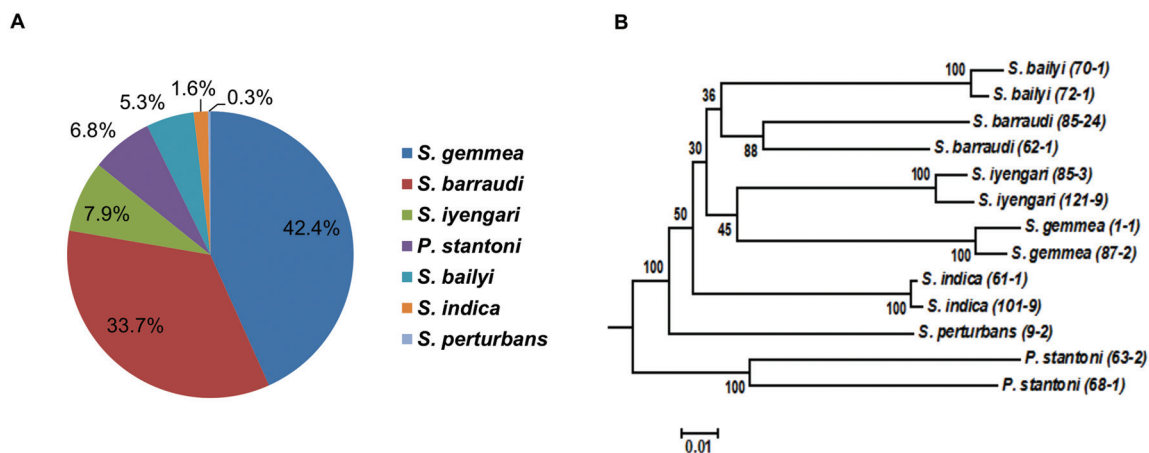 A
1.6%
0.3%
5.3%
6.8%
7.9%
42.4%
33.7%
S. gemmea
S. barraudi
S. iyengari
P. stantoni
S. bailyi
S. indica
S. perturbans
B
100
S. bailyi (70-1)
S. bailyi (72-1)
36
S. barraudi (85-24)
88
S. barraudi (62-1)
30
100
S. iyengari (85-3)
S. iyengari (121-9)
50
45
S. gemmea (1-1)
100
S. gemmea (87-2)
100
S. indica (61-1)
100
S. indica (101-9)
S. perturbans (9-2)
P. stantoni (63-2)
100
P. stantoni (68-1)
0.01